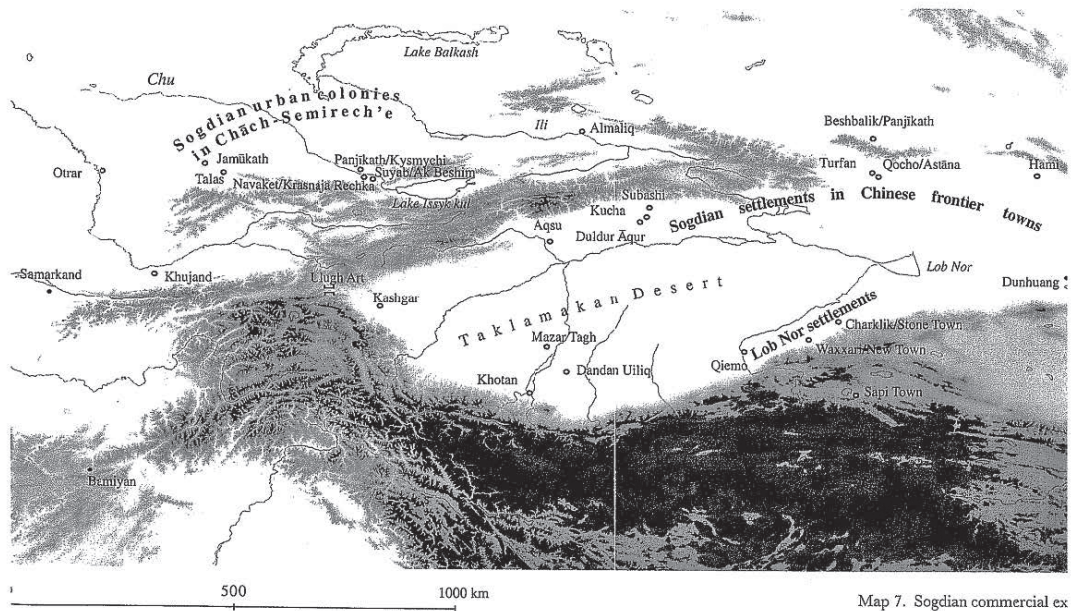 Lake Balkash
Chu
Sogdian urban colonies
in Chāch-Semirech'e
Ili
Almaliq
Beshbalik/Panjīkath
Otrar
Jamūkath
Talas
Panjīkath/Kysmychi
Suyab/Ak Beshim
Navaket/Krasnaja Rechka
Lake Issyk kul
Turfan
Qocho/Astāna
Hami
Subashi
Kucha
Aqsu
Duldur Āqur
Sogdian settlements in Chinese frontier towns
Samarkand
Khujand
Ulugh Art
Kashgar
Lob Nor
Dunhuang
Taklamakan Desert
Mazar Tagh
Lob Nor settlements
Charklik/Stone Town
Waxxari/New Town
Qiemo
Khotan
Dandan Uiliq
Sapi Town
Bamiyan
500
1000 km
Map 7. Sogdian commercial ex